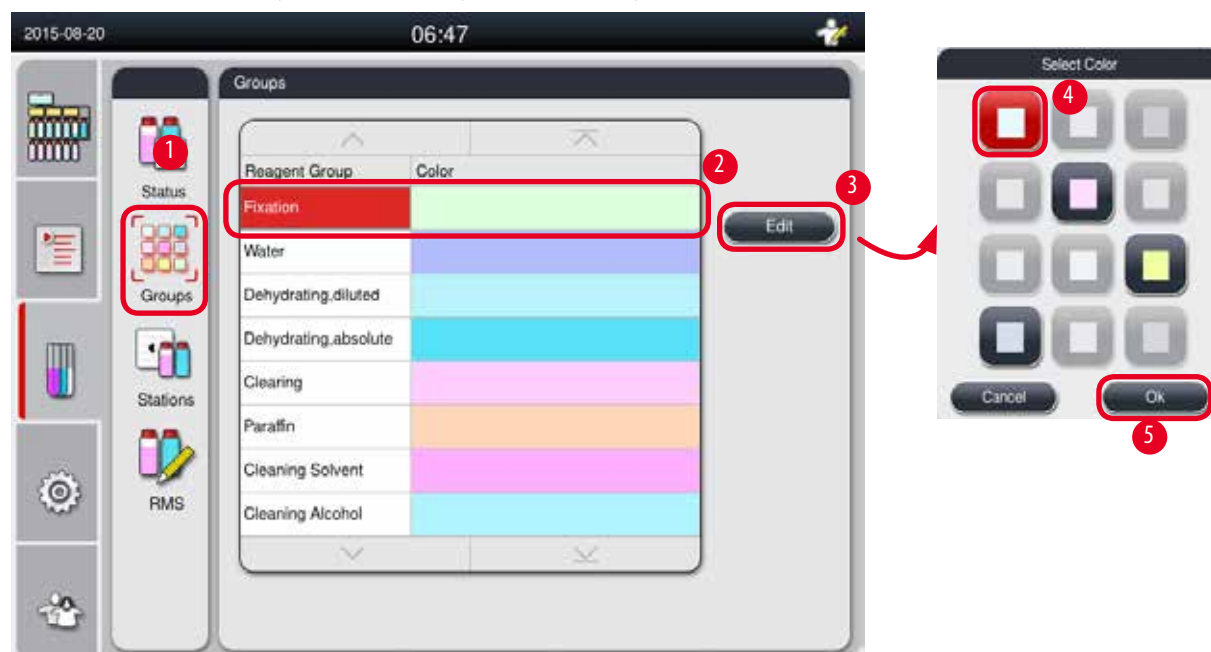 2015-08-20
06:47
Groups
1
Status
Groups
Stations
RMS
Reagent Group Color
2
Fixation
Water
Dehydrating,diluted
Dehydrating,absolute
Clearing
Paraffin
Cleaning Solvent
Cleaning Alcohol
3
Edit
Select Color
4
Cancel Ok
5